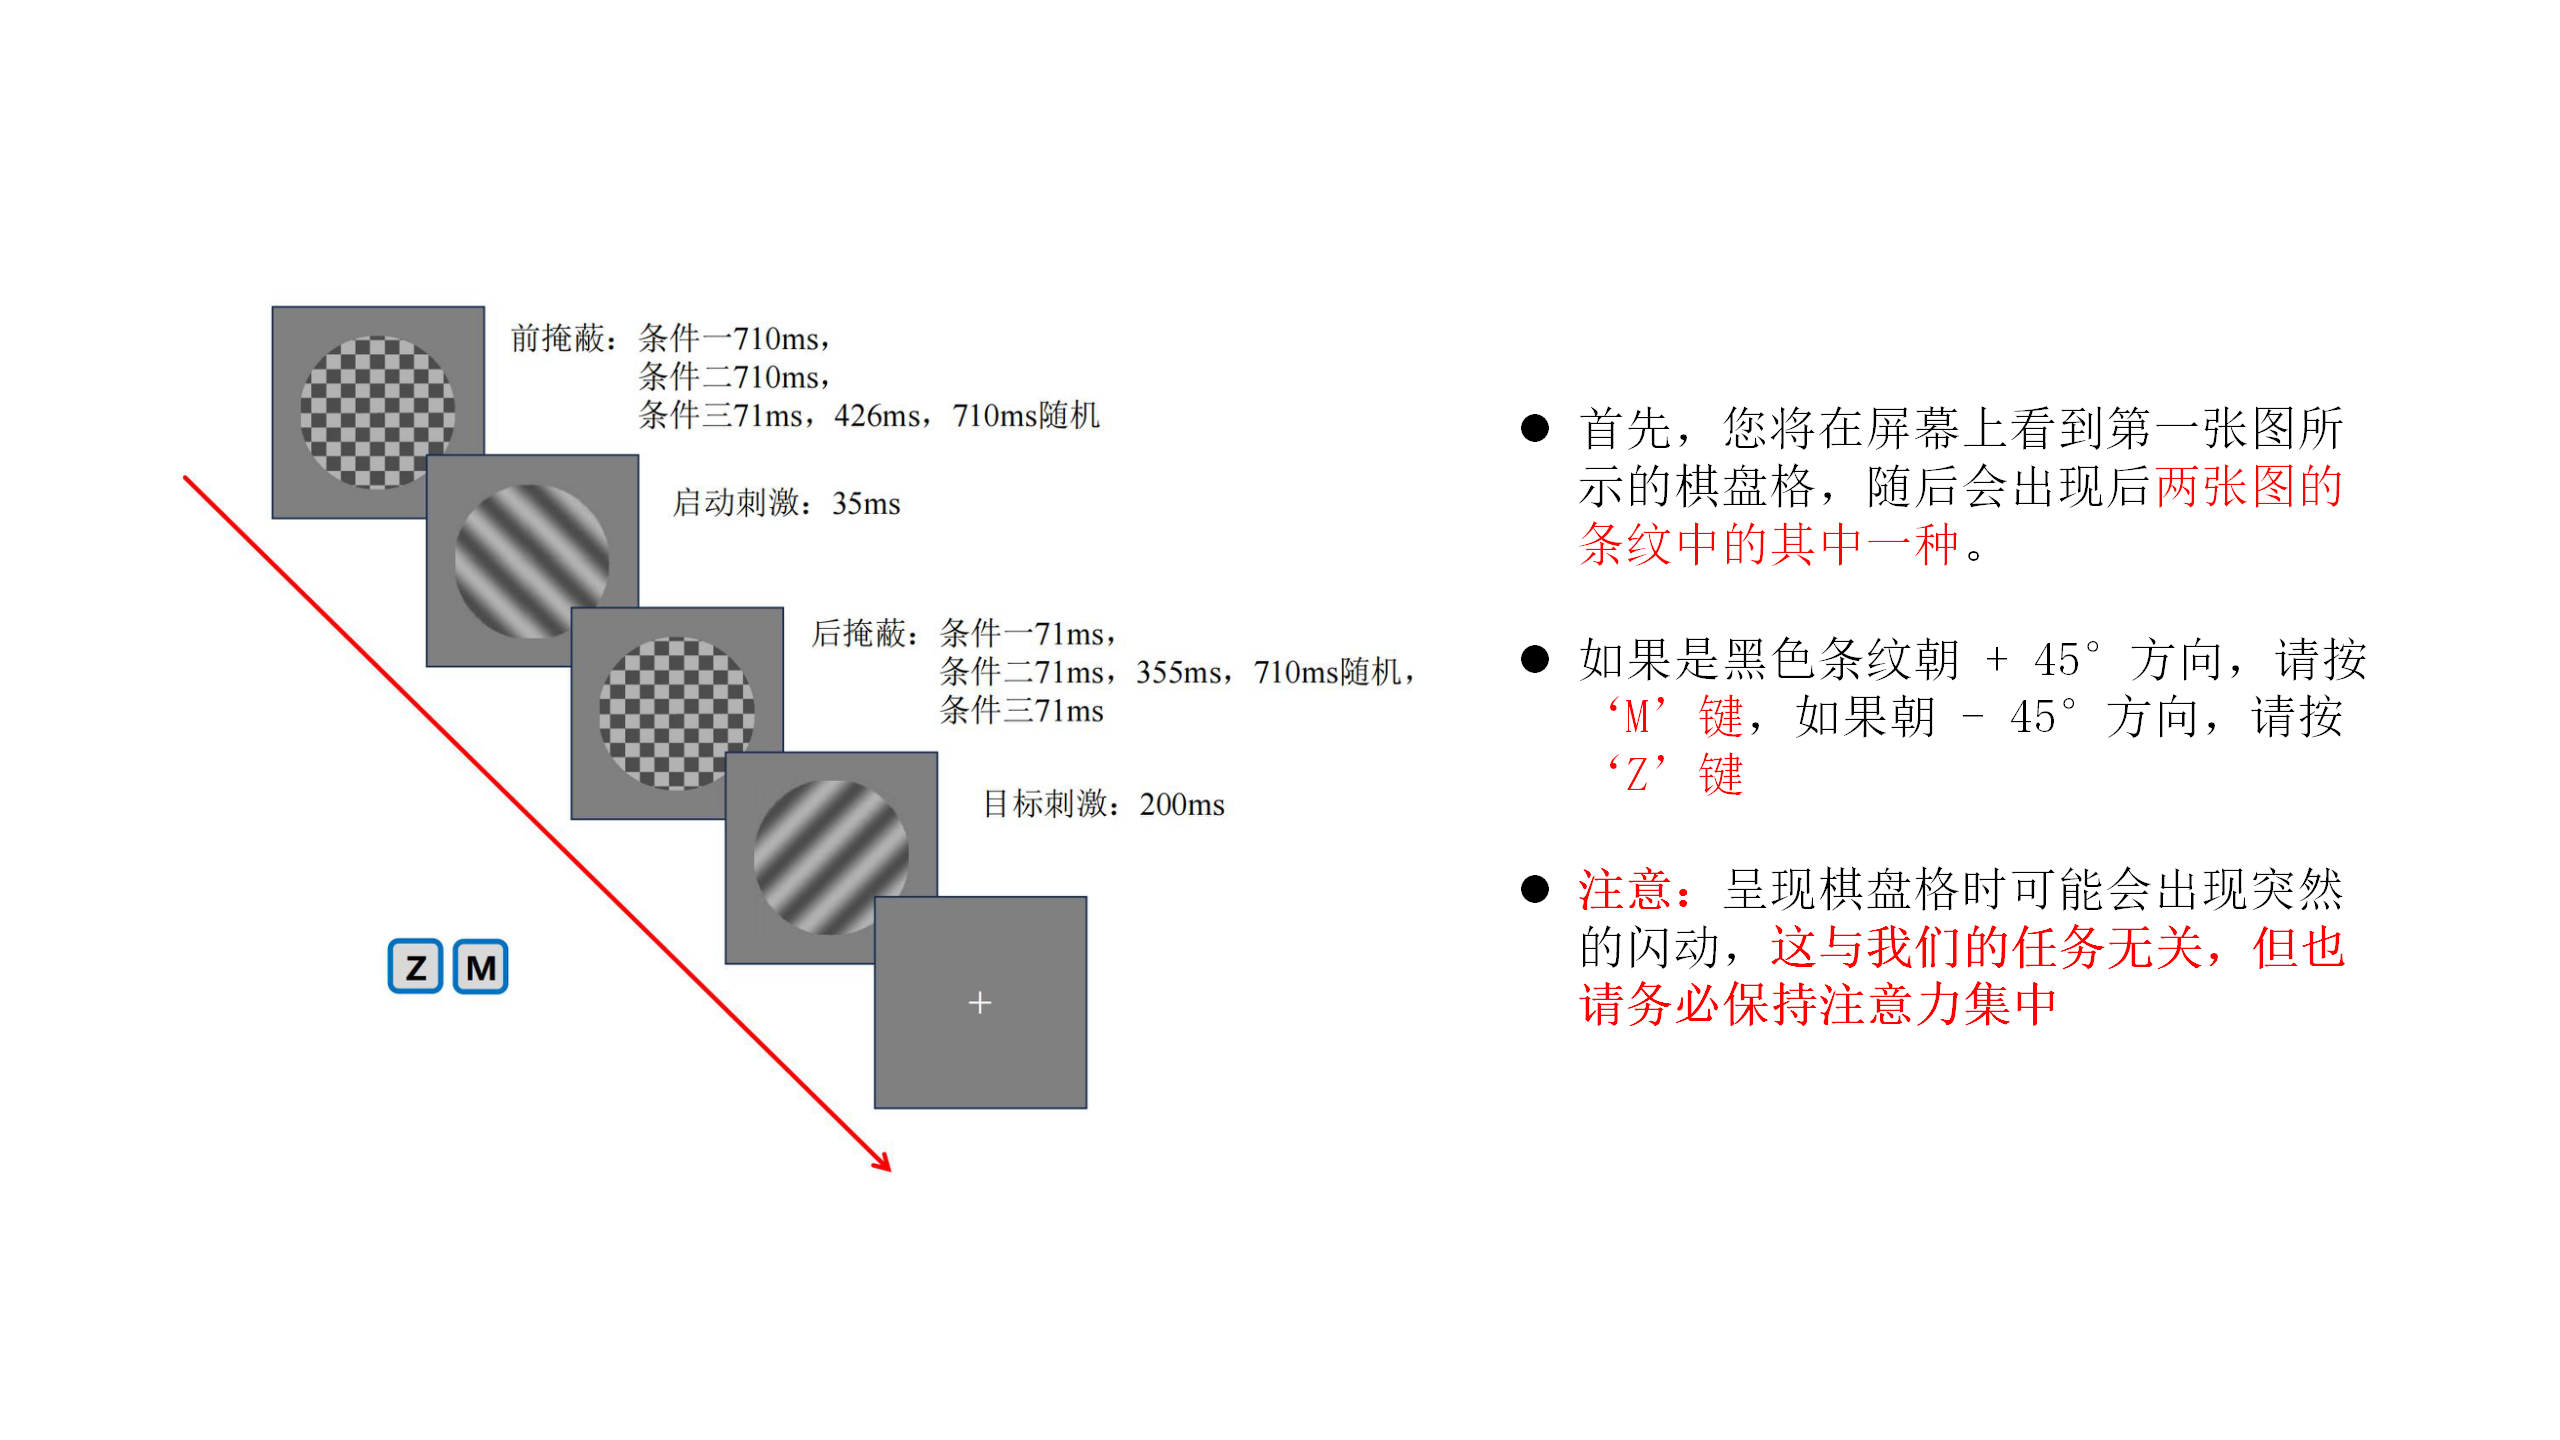 前掩蔽：条件一710ms，
条件二710ms，
条件三71ms，426ms，710ms随机
启动刺激：35ms
后掩蔽：条件一71ms，
条件二71ms，355ms，710ms随机，
条件三71ms
目标刺激：200ms
Z M
+
● 首先，您将在屏幕上看到第一张图所
示的棋盘格，随后会出现后两张图的
条纹中的其中一种。
● 如果是黑色条纹朝 + 45° 方向，请按
‘M’键，如果朝 - 45° 方向，请按
‘Z’键
● 注意：呈现棋盘格时可能会出现突然
的闪动，这与我们的任务无关，但也
请务必保持注意力集中